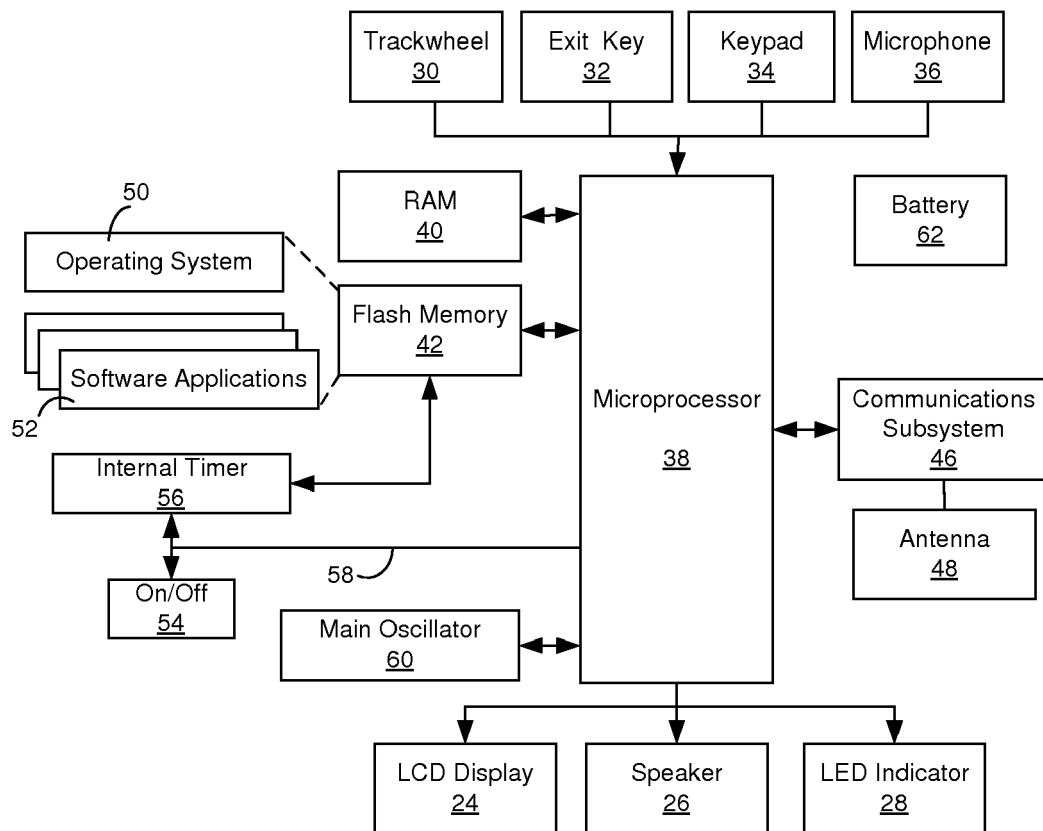 Trackwheel
30
Exit Key
32
Keypad
34
Microphone
36
RAM
40
Battery
62
50
Operating System
Flash Memory
42
Software Applications
52
Microprocessor
38
Communications
Subsystem
46
Internal Timer
56
Antenna
48
58
On/Off
54
Main Oscillator
60
LCD Display
24
Speaker
26
LED Indicator
28